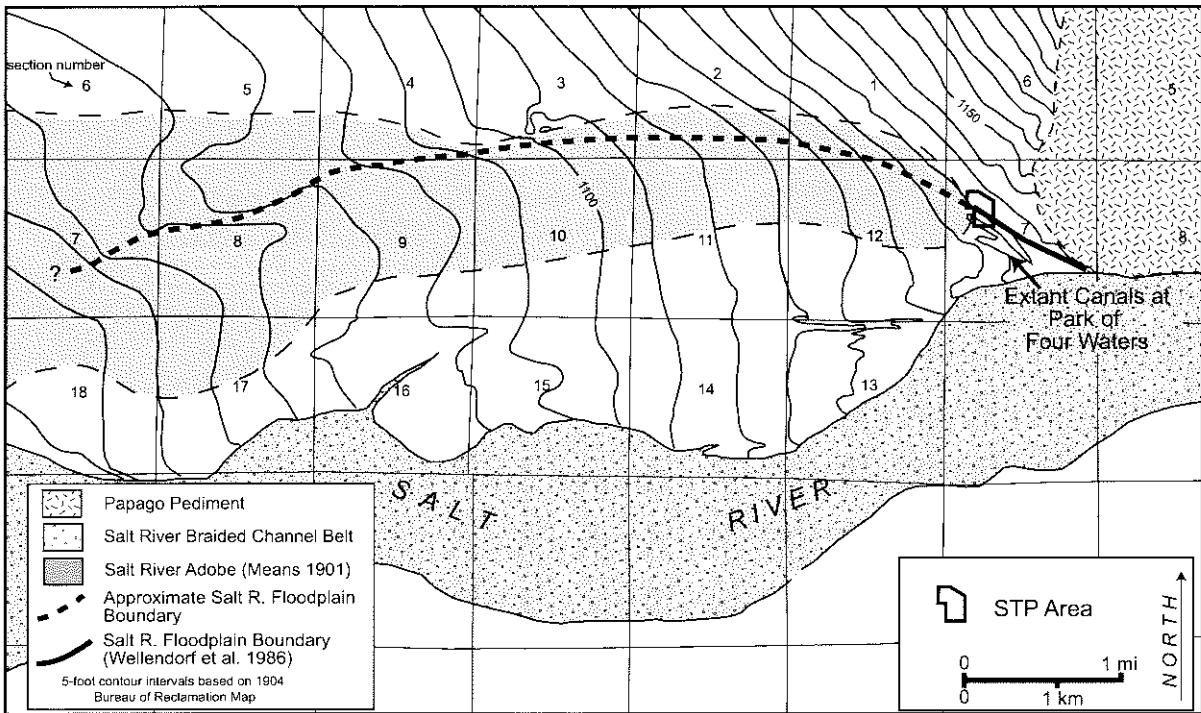 section number
6
5
4
3
2
1
6
5
1150
1100
7
8
9
10
11
12
7
8
Extant Canals at
Park of
Four Waters
18
17
16
15
14
13
SALT RIVER
Papago Pediment
Salt River Braided Channel Belt
Salt River Adobe (Means 1901)
Approximate Salt R. Floodplain
Boundary
Salt R. Floodplain Boundary
(Wellendorf et al. 1986)
5-foot contour intervals based on 1904
Bureau of Reclamation Map
?
STP Area
0 1 mi
0 1 km
NORTH